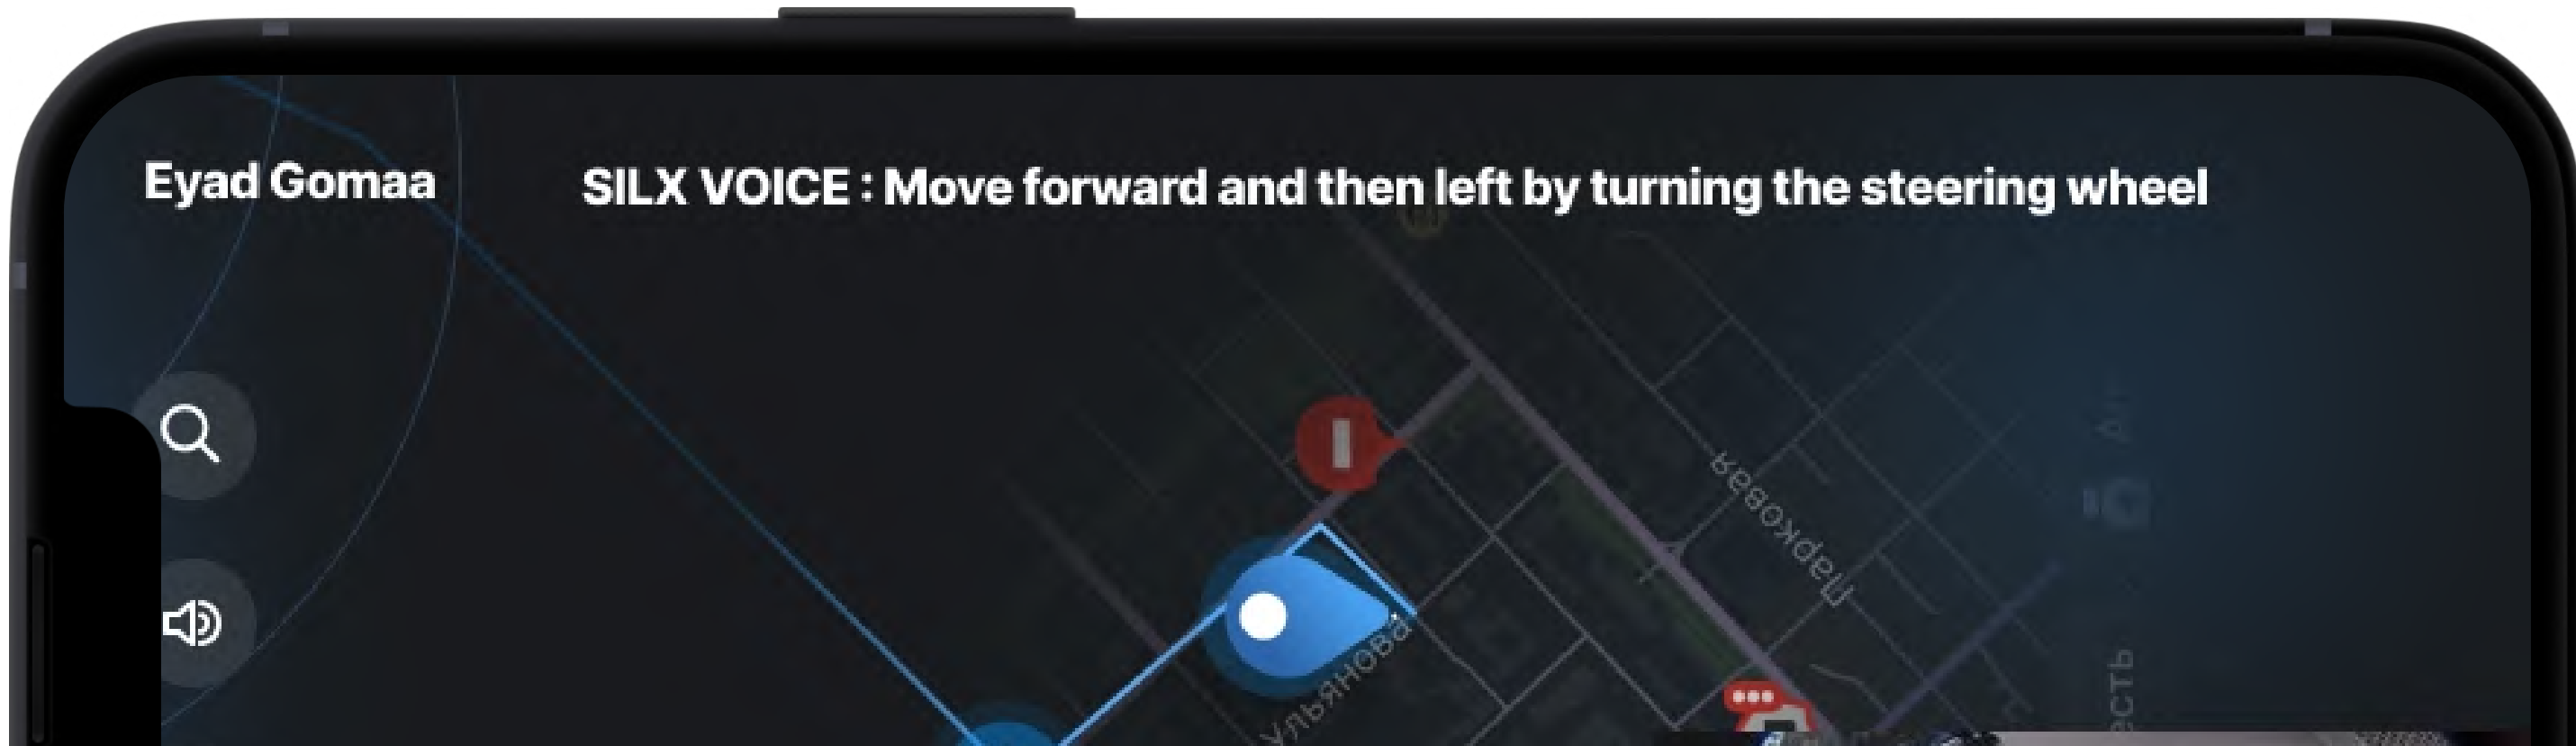 Eyad Gomaa
SILX VOICE : Move forward and then left by turning the steering wheel
Парковая
Ульянова